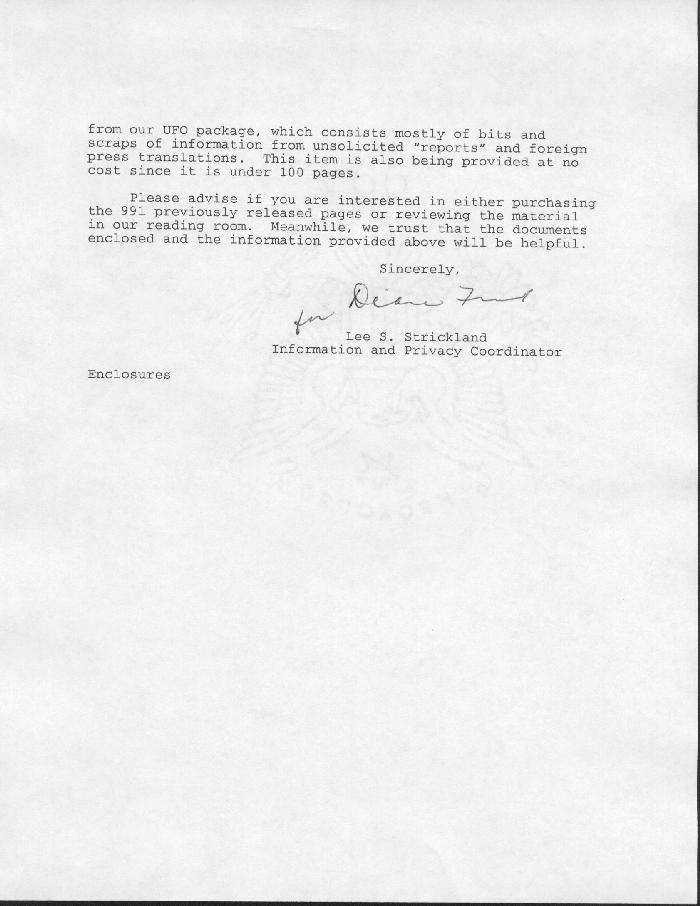 from our UFO package, which consists mostly of bits and
scraps of information from unsolicited "reports" and foreign
press translations.  This item is also being provided at no
cost since it is under 100 pages.
Please advise if you are interested in either purchasing
the 991 previously released pages or reviewing the material
in our reading room.  Meanwhile, we trust that the documents
enclosed and the information provided above will be helpful.
Sincerely,
for Diane
Lee S. Strickland
Information and Privacy Coordinator
Enclosures